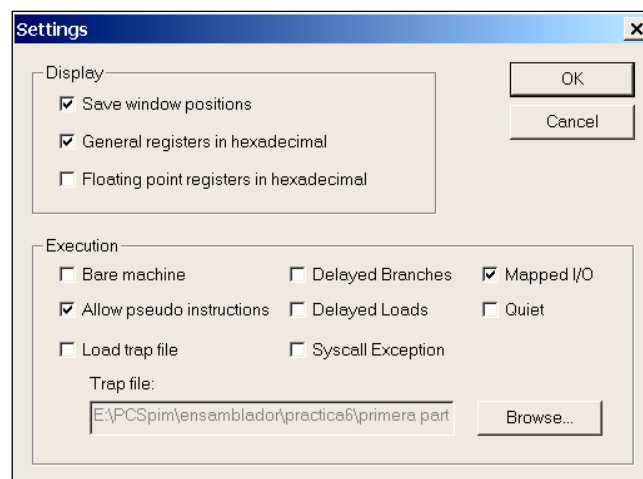 Settings
Display
Save window positions
General registers in hexadecimal
Floating point registers in hexadecimal
OK
Cancel
Execution
Bare machine Delayed Branches Mapped I/O
Allow pseudo instructions Delayed Loads Quiet
Load trap file Syscall Exception
Trap file:
E:\PCSpim\ensamblador\practica6\primera part Browse...